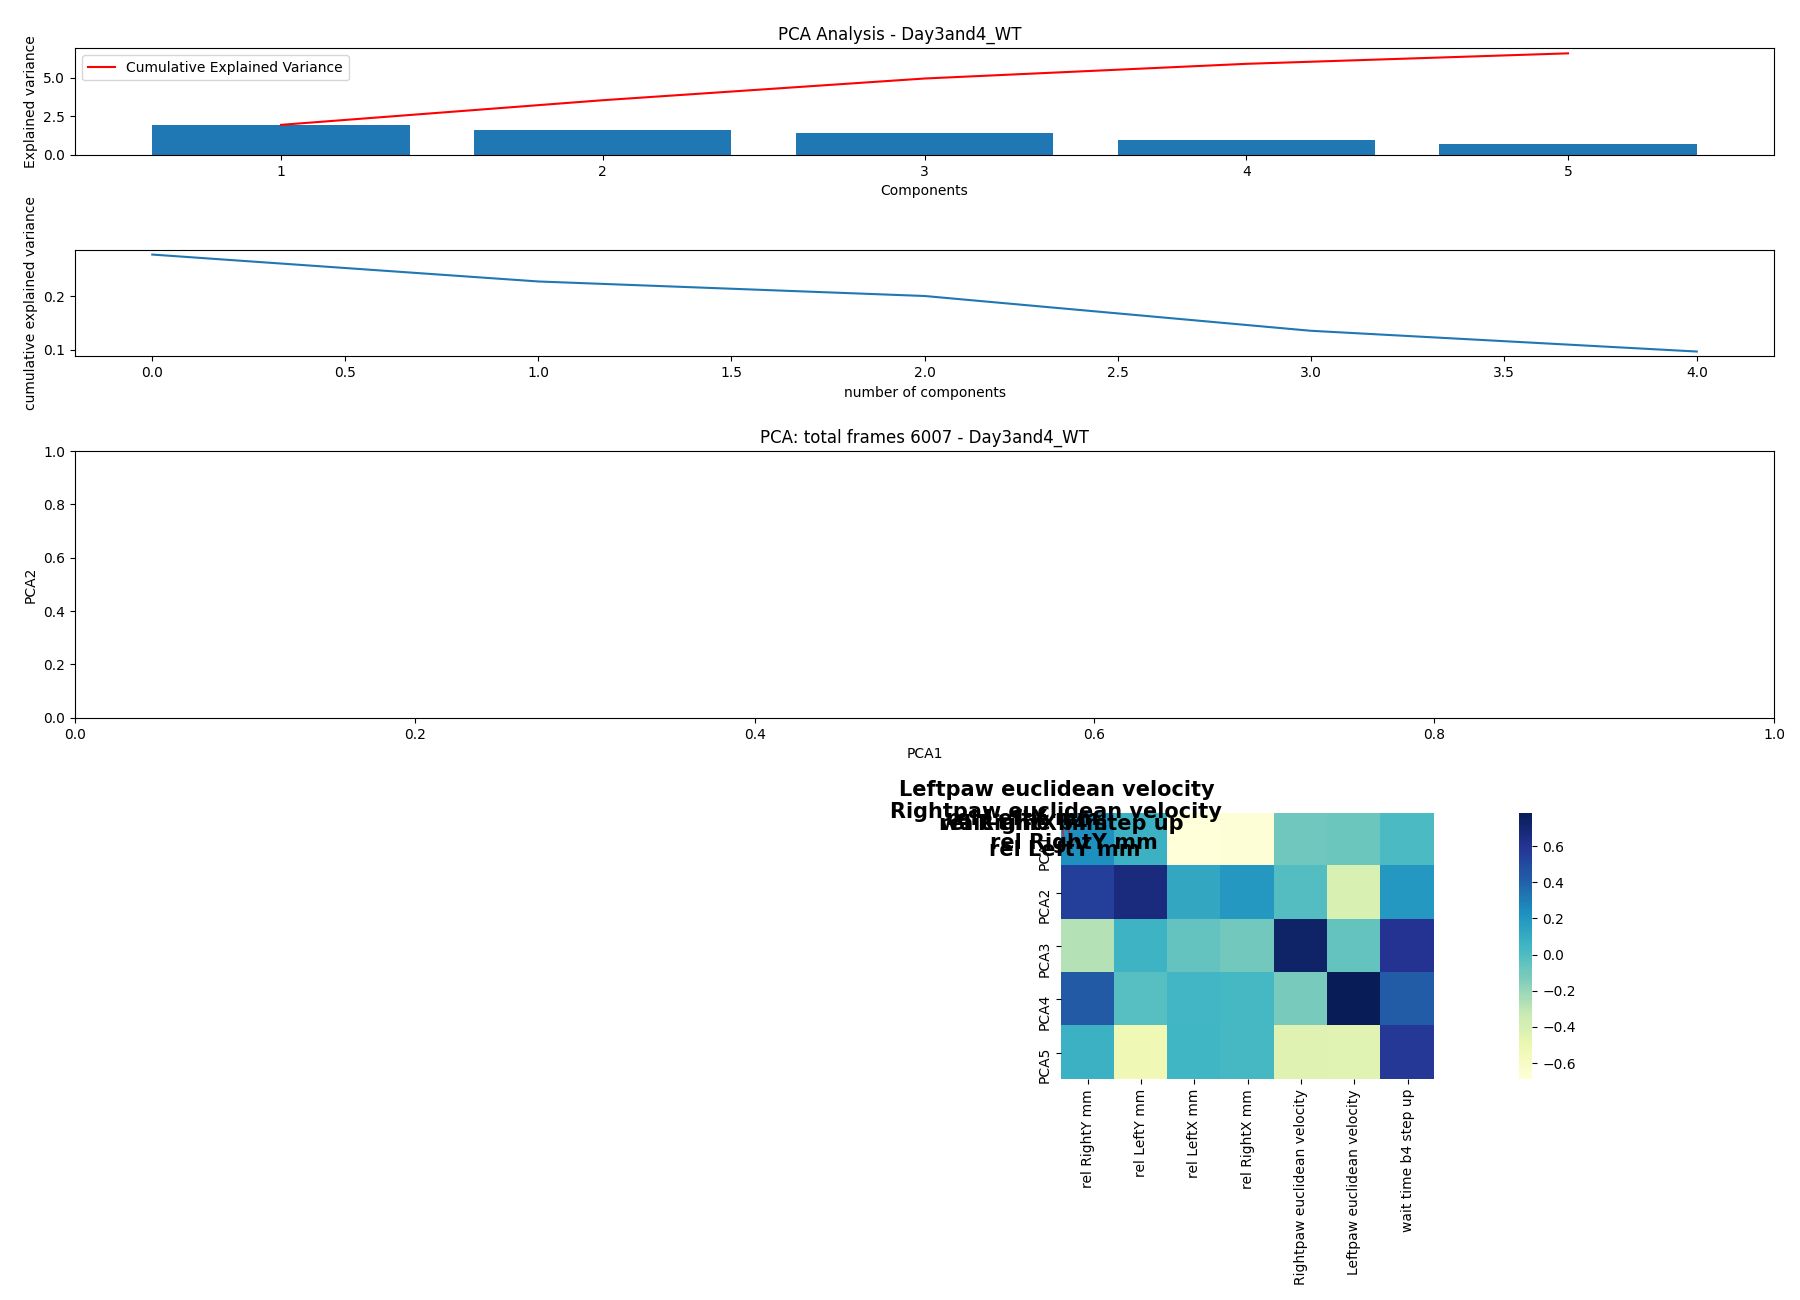 PCA Analysis - Day3and4_WT
Explained variance
Cumulative Explained Variance
5.0
2.5
0.0
1 2 3 4 5
Components
cumulative explained variance
0.2
0.1
0.0 0.5 1.0 1.5 2.0 2.5 3.0 3.5 4.0
number of components
PCA: total frames 6007 - Day3and4_WT
PCA2
1.0
0.8
0.6
0.4
0.2
0.0
0.0 0.2 0.4 0.6 0.8 1.0
PCA1
Leftpaw euclidean velocity
Rightpaw euclidean velocity
step up
rel RightY mm
rel LeftY mm
PCA2
PCA3
PCA4
PCA5
rel RightY mm
rel LeftY mm
rel LeftX mm
rel RightX mm
Rightpaw euclidean velocity
Leftpaw euclidean velocity
wait time b4 step up
0.6
0.4
0.2
0.0
−0.2
−0.4
−0.6